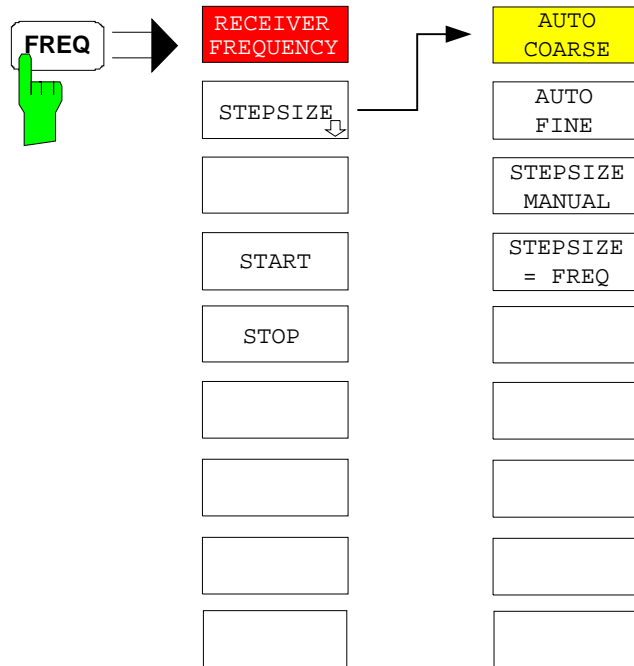 FREQ
RECEIVER
FREQUENCY
STEPSIZE
START
STOP
AUTO
COARSE
AUTO
FINE
STEPSIZE
MANUAL
STEPSIZE
= FREQ